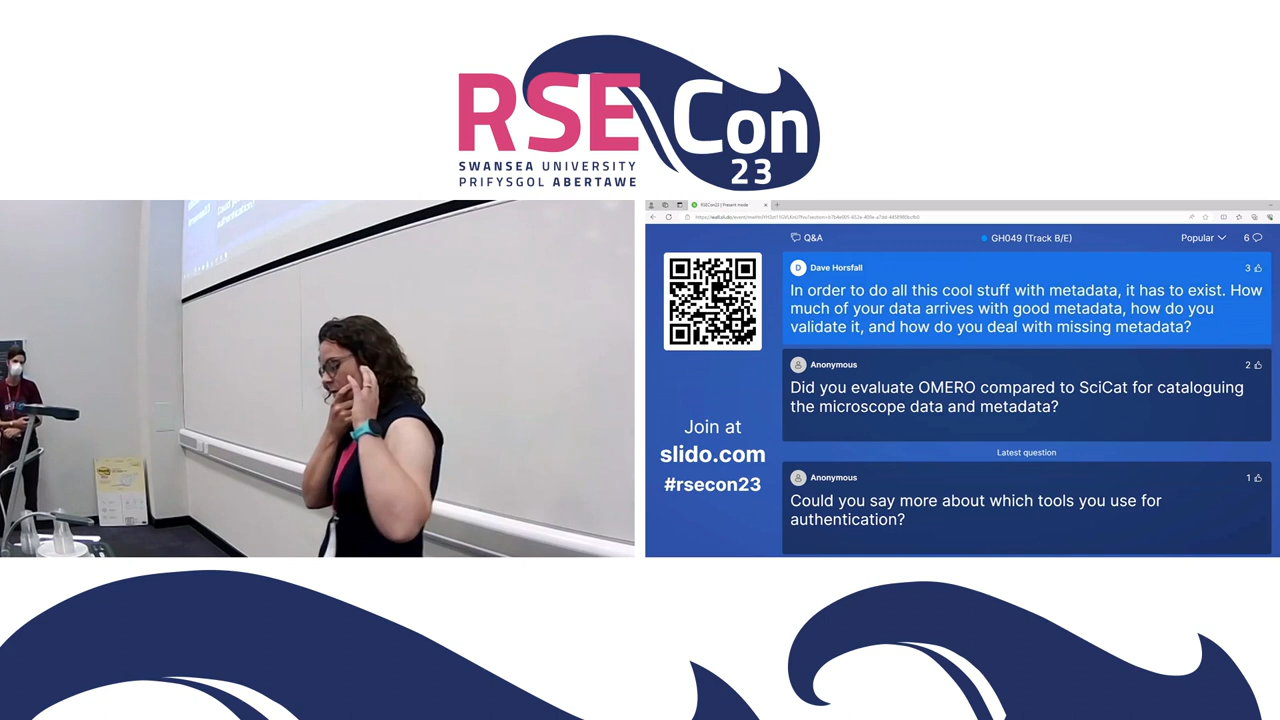 RSE Con
23
SWANSEA UNIVERSITY
PRIFYSGOL ABERTAWE
authentication?
RSECon23 | Present mode
Q&A
GH049 (Track B/E)
Popular
6
D Dave Horsfall
3
In order to do all this cool stuff with metadata, it has to exist. How
much of your data arrives with good metadata, how do you
validate it, and how do you deal with missing metadata?
Anonymous
2
Did you evaluate OMERO compared to SciCat for cataloguing
the microscope data and metadata?
Latest question
Anonymous
1
Could you say more about which tools you use for
authentication?
Join at
slido.com
#rsecon23